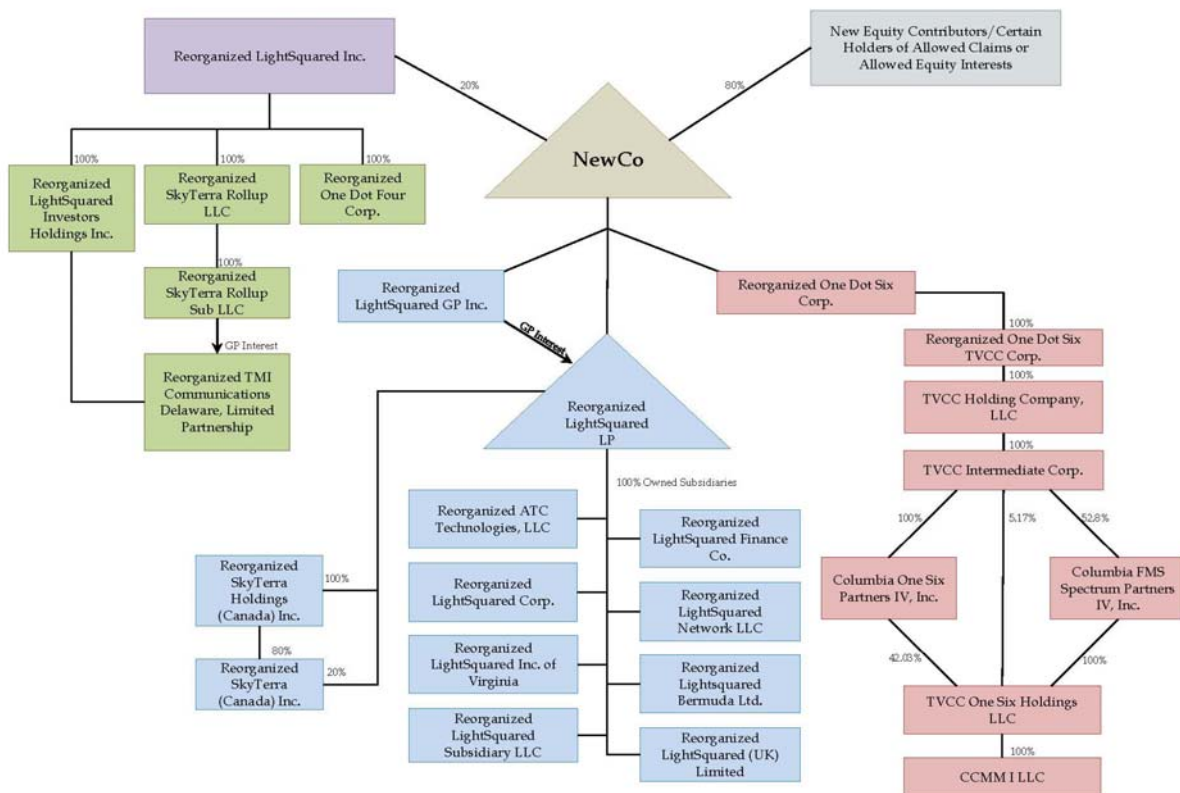 Reorganized LightSquared Inc.
New Equity Contributors/Certain
Holders of Allowed Claims or
Allowed Equity Interests
20%
80%
NewCo
100%
100%
100%
Reorganized
LightSquared
Investors
Holdings Inc.
Reorganized
SkyTerra Rollup
LLC
Reorganized
One Dot Four
Corp.
100%
Reorganized
SkyTerra Rollup
Sub LLC
GP Interest
Reorganized TMI
Communications
Delaware, Limited
Partnership
Reorganized
LightSquared GP Inc.
GP Interest
Reorganized
LightSquared
LP
100% Owned Subsidiaries
Reorganized ATC
Technologies, LLC
Reorganized
LightSquared Finance
Co.
Reorganized
LightSquared Corp.
Reorganized
LightSquared
Network LLC
Reorganized
LightSquared Inc. of
Virginia
Reorganized
Lightsquared
Bermuda Ltd.
Reorganized
LightSquared
Subsidiary LLC
Reorganized
LightSquared (UK)
Limited
Reorganized
SkyTerra
Holdings
(Canada) Inc.
100%
80%
Reorganized
SkyTerra
(Canada) Inc.
20%
Reorganized One Dot Six
Corp.
100%
Reorganized One Dot Six
TVCC Corp.
100%
TVCC Holding Company,
LLC
100%
TVCC Intermediate Corp.
100%
5.17%
52.8%
Columbia One Six
Partners IV, Inc.
Columbia FMS
Spectrum Partners
IV, Inc.
42.03%
100%
TVCC One Six Holdings
LLC
100%
CCMM I LLC